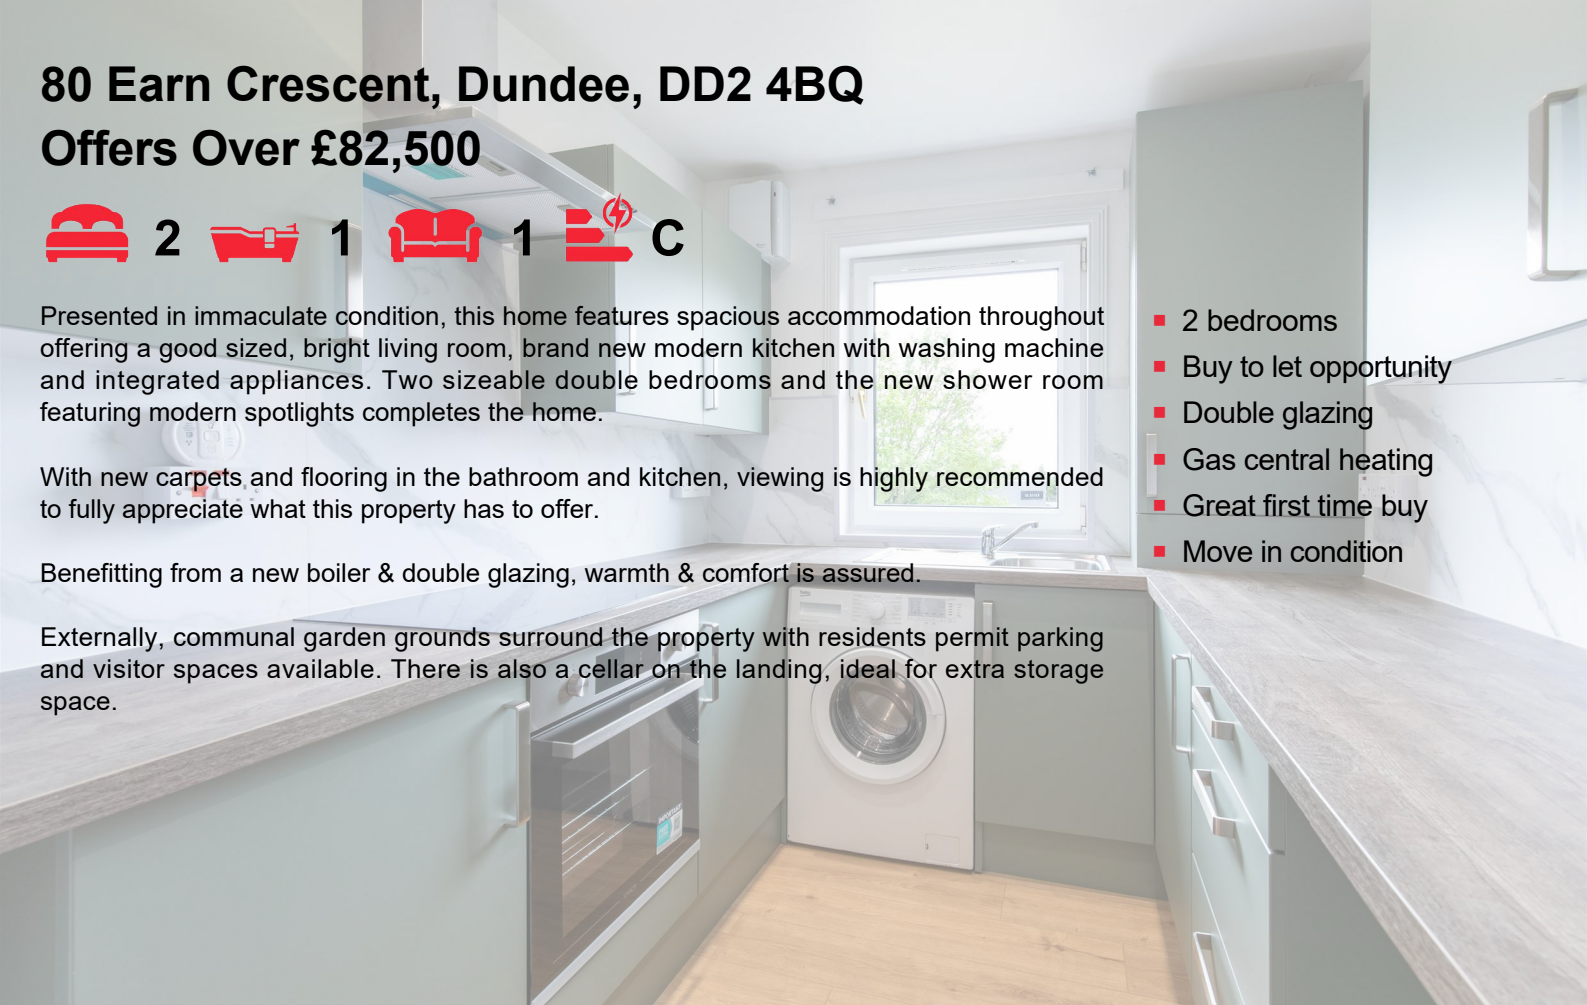 80 Earn Crescent, Dundee, DD2 4BQ
Offers Over £82,500
2 1 1 C
Presented in immaculate condition, this home features spacious accommodation throughout
offering a good sized, bright living room, brand new modern kitchen with washing machine
and integrated appliances. Two sizeable double bedrooms and the new shower room
featuring modern spotlights completes the home.
With new carpets and flooring in the bathroom and kitchen, viewing is highly recommended
to fully appreciate what this property has to offer.
Benefitting from a new boiler & double glazing, warmth & comfort is assured.
Externally, communal garden grounds surround the property with residents permit parking
and visitor spaces available. There is also a cellar on the landing, ideal for extra storage
space.
2 bedrooms
Buy to let opportunity
Double glazing
Gas central heating
Great first time buy
Move in condition